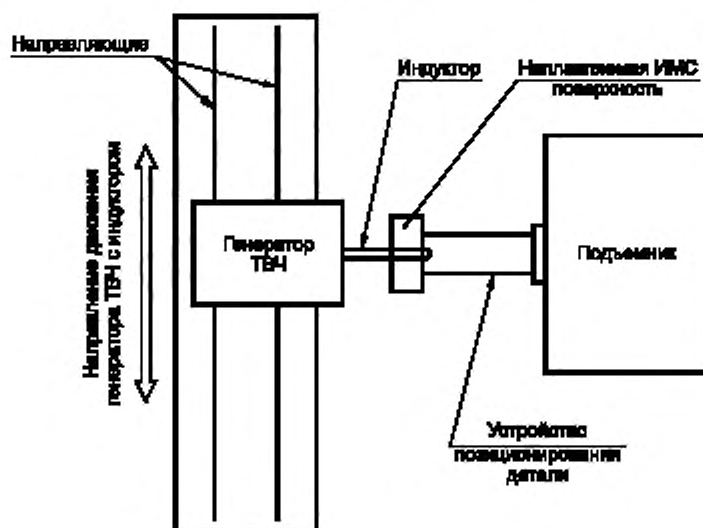 Направляющие
Индуктор
Наплавляемая ИМС
поверхность
Направление движения
генератора ТВЧ с индуктором
Генератор
ТВЧ
Подъемник
Устройство
позиционирования
детали